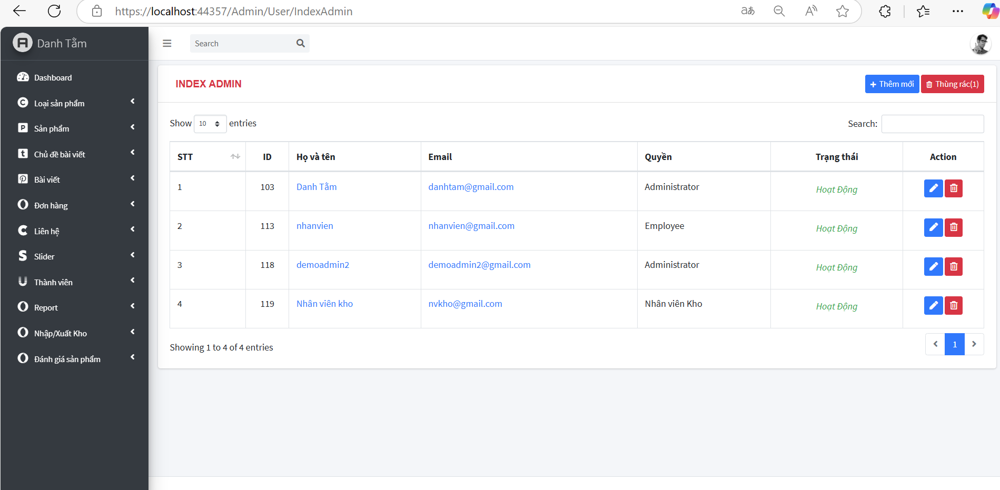 https://localhost:44357/Admin/User/IndexAdmin
Danh Tằm
Search
Dashboard
Loại sản phẩm
Sản phẩm
Chủ đề bài viết
Bài viết
Đơn hàng
Liên hệ
Slider
Thành viên
Report
Nhập/Xuất Kho
Đánh giá sản phẩm
INDEX ADMIN
Thêm mới Thùng rác(1)
Show 10 entries
Search:
STT ID Họ và tên Email Quyền Trạng thái Action
1 103 Danh Tằm danhtam@gmail.com Administrator Hoạt Động
2 113 nhanvien nhanvien@gmail.com Employee Hoạt Động
3 118 demoadmin2 demoadmin2@gmail.com Administrator Hoạt Động
4 119 Nhân viên kho nvkho@gmail.com Nhân viên Kho Hoạt Động
Showing 1 to 4 of 4 entries
1